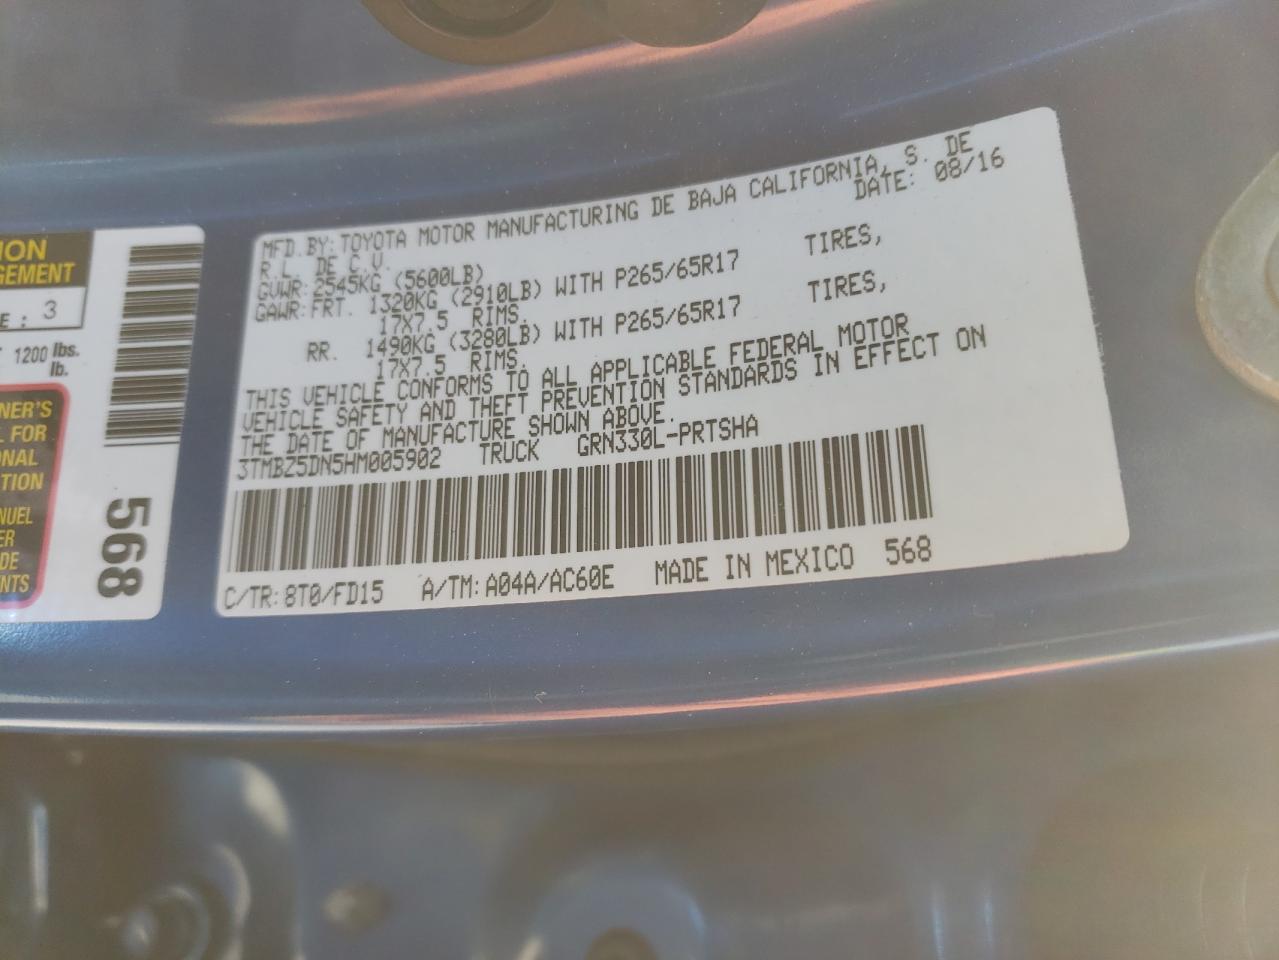 MFD.BY:TOYOTA MOTOR MANUFACTURING DE BAJA CALIFORNIA, S. DE
R.L. DE C.V. DATE: 08/16
GVWR:2545KG (5600LB)
GAWR:FRT. 1320KG (2910LB) WITH P265/65R17 TIRES,
17X7.5 RIMS.
RR. 1490KG (3280LB) WITH P265/65R17 TIRES,
17X7.5 RIMS.
THIS VEHICLE CONFORMS TO ALL APPLICABLE FEDERAL MOTOR
VEHICLE SAFETY AND THEFT PREVENTION STANDARDS IN EFFECT ON
THE DATE OF MANUFACTURE SHOWN ABOVE.
3TMBZ5DN5HM005902 TRUCK GRN330L-PRTSHA
C/TR:8T0/FD15 A/TM:A04A/AC60E MADE IN MEXICO 568
ION
GEMENT
E : 3
1200 lbs.
lb.
NER'S
L FOR
ONAL
TION
NUEL
ER
DE
NTS
568